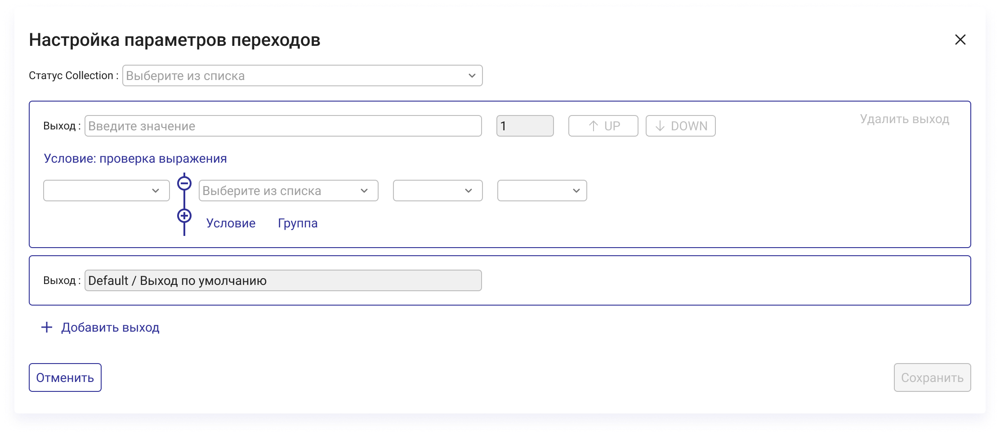 Настройка параметров переходов
Статус Collection : Выберите из списка
Выход : Введите значение 1 UP DOWN Удалить выход
Условие: проверка выражения
Выберите из списка
Условие Группа
Выход : Default / Выход по умолчанию
Добавить выход
Отменить Сохранить